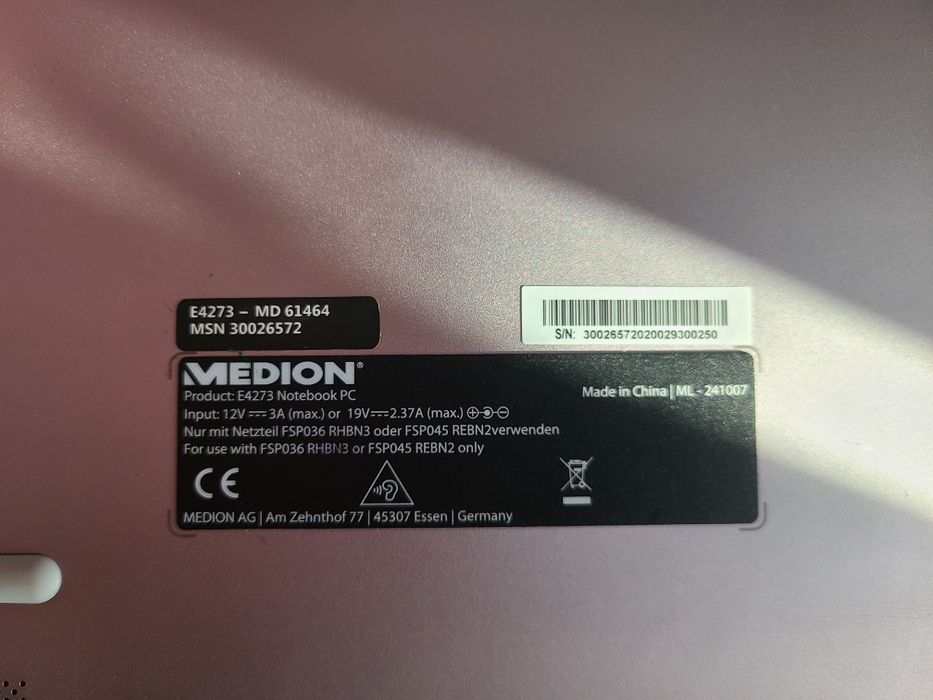 E4273 – MD 61464
MSN 30026572
S/N: 30026572020029300250
MEDION®
Product: E4273 Notebook PC
Made in China | ML - 241007
Input: 12V ⎓ 3A (max.) or 19V⎓2.37A (max.)
Nur mit Netzteil FSP036 RHBN3 oder FSP045 REBN2verwenden
For use with FSP036 RHBN3 or FSP045 REBN2 only
CE
MEDION AG | Am Zehnthof 77 | 45307 Essen | Germany